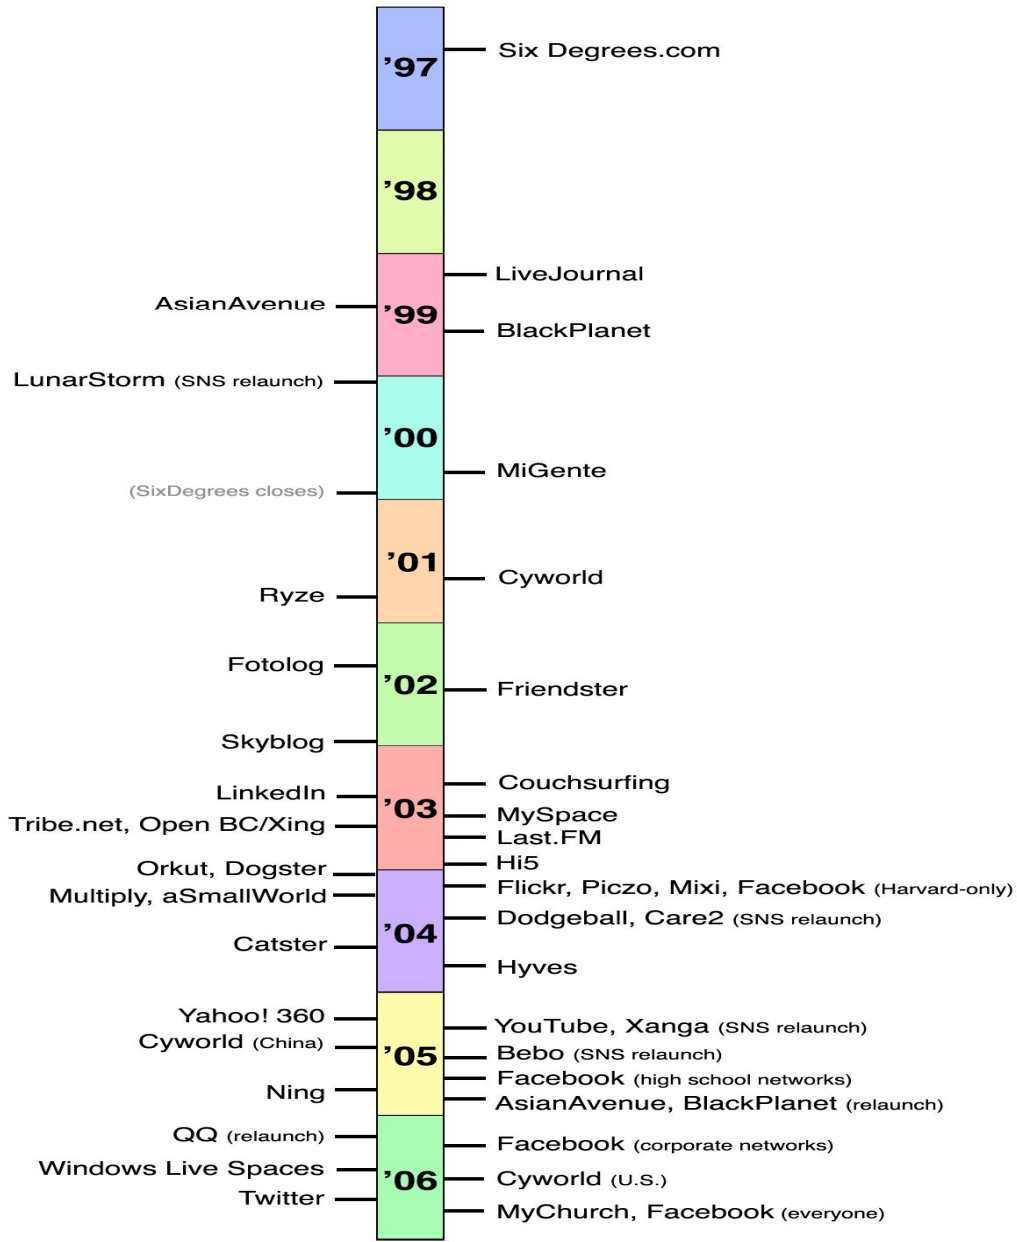 '97
Six Degrees.com
'98
LiveJournal
AsianAvenue
'99
BlackPlanet
LunarStorm (SNS relaunch)
'00
MiGente
(SixDegrees closes)
'01
Cyworld
Ryze
Fotolog
'02
Friendster
Skyblog
Couchsurfing
LinkedIn
'03
MySpace
Tribe.net, Open BC/Xing
Last.FM
Hi5
Orkut, Dogster
Flickr, Piczo, Mixi, Facebook (Harvard-only)
Multiply, aSmallWorld
Dodgeball, Care2 (SNS relaunch)
'04
Catster
Hyves
Yahoo! 360
YouTube, Xanga (SNS relaunch)
Cyworld (China)
'05
Bebo (SNS relaunch)
Facebook (high school networks)
Ning
AsianAvenue, BlackPlanet (relaunch)
QQ (relaunch)
Facebook (corporate networks)
Windows Live Spaces
'06
Cyworld (U.S.)
Twitter
MyChurch, Facebook (everyone)